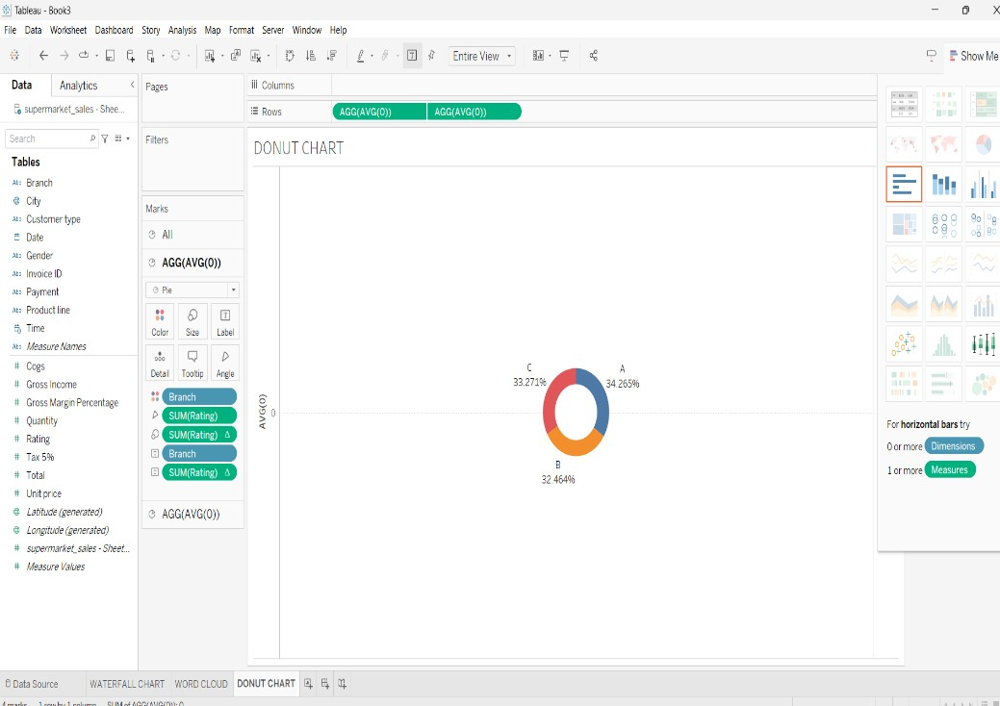 Tableau - Book3
File Data Worksheet Dashboard Story Analysis Map Format Server Window Help
Entire View
Show Me
Data Analytics
supermarket_sales - Shee...
Search
Tables
Abc Branch
City
Abc Customer type
Date
Abc Gender
Abc Invoice ID
Abc Payment
Abc Product line
Time
Abc Measure Names
# Cogs
# Gross Income
# Gross Margin Percentage
# Quantity
# Rating
# Tax 5%
# Total
# Unit price
Latitude (generated)
Longitude (generated)
# supermarket_sales - Sheet...
# Measure Values
Pages
Filters
Marks
All
AGG(AVG(0))
Pie
Color Size Label
Detail Tooltip Angle
Branch
SUM(Rating)
SUM(Rating) Δ
Branch
SUM(Rating) Δ
AGG(AVG(0))
Columns
Rows AGG(AVG(0)) AGG(AVG(0))
DONUT CHART
AVG(0)
0
C
33.271%
A
34.265%
B
32.464%
For horizontal bars try
0 or more Dimensions
1 or more Measures
Data Source WATERFALL CHART WORD CLOUD DONUT CHART
4 marks 1 row by 1 column SUM of AGG(AVG(0)): 0